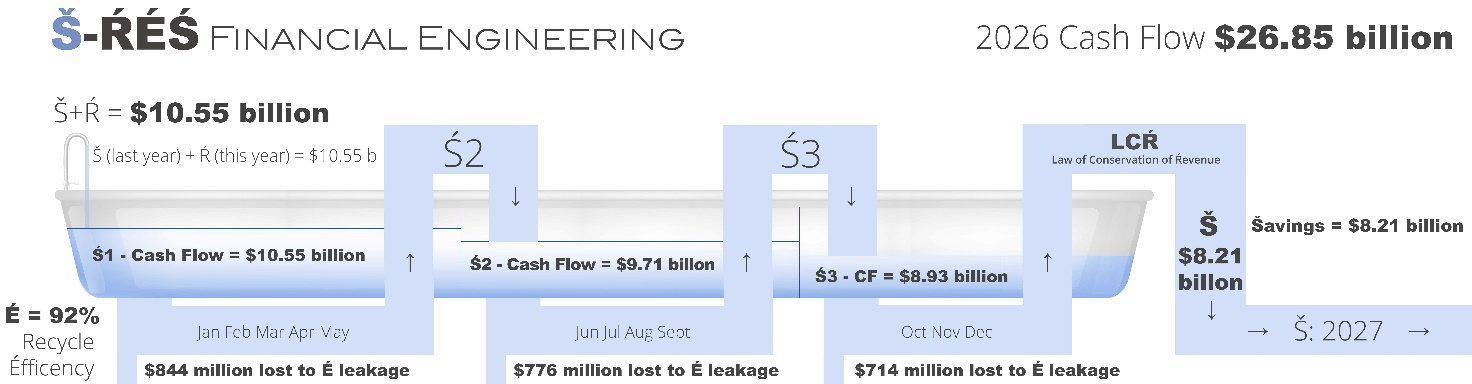 Š-ŔÉŚ Financial Engineering
2026 Cash Flow $26.85 billion
Š+Ŕ = $10.55 billion
Š (last year) + Ŕ (this year) = $10.55 b
Ś2
Ś3
LCŔ
Law of Conservation of Ŕevenue
↓
↓
Ś1 - Cash Flow = $10.55 billion
↑
Ś2 - Cash Flow = $9.71 billon
↑
Ś3 - CF = $8.93 billion
↑
Š
$8.21
billon
↓
Šavings = $8.21 billion
É = 92%
Recycle
Éfficency
Jan Feb Mar Apr May
Jun Jul Aug Sept
Oct Nov Dec
→ Š: 2027 →
$844 million lost to É leakage
$776 million lost to É leakage
$714 million lost to É leakage